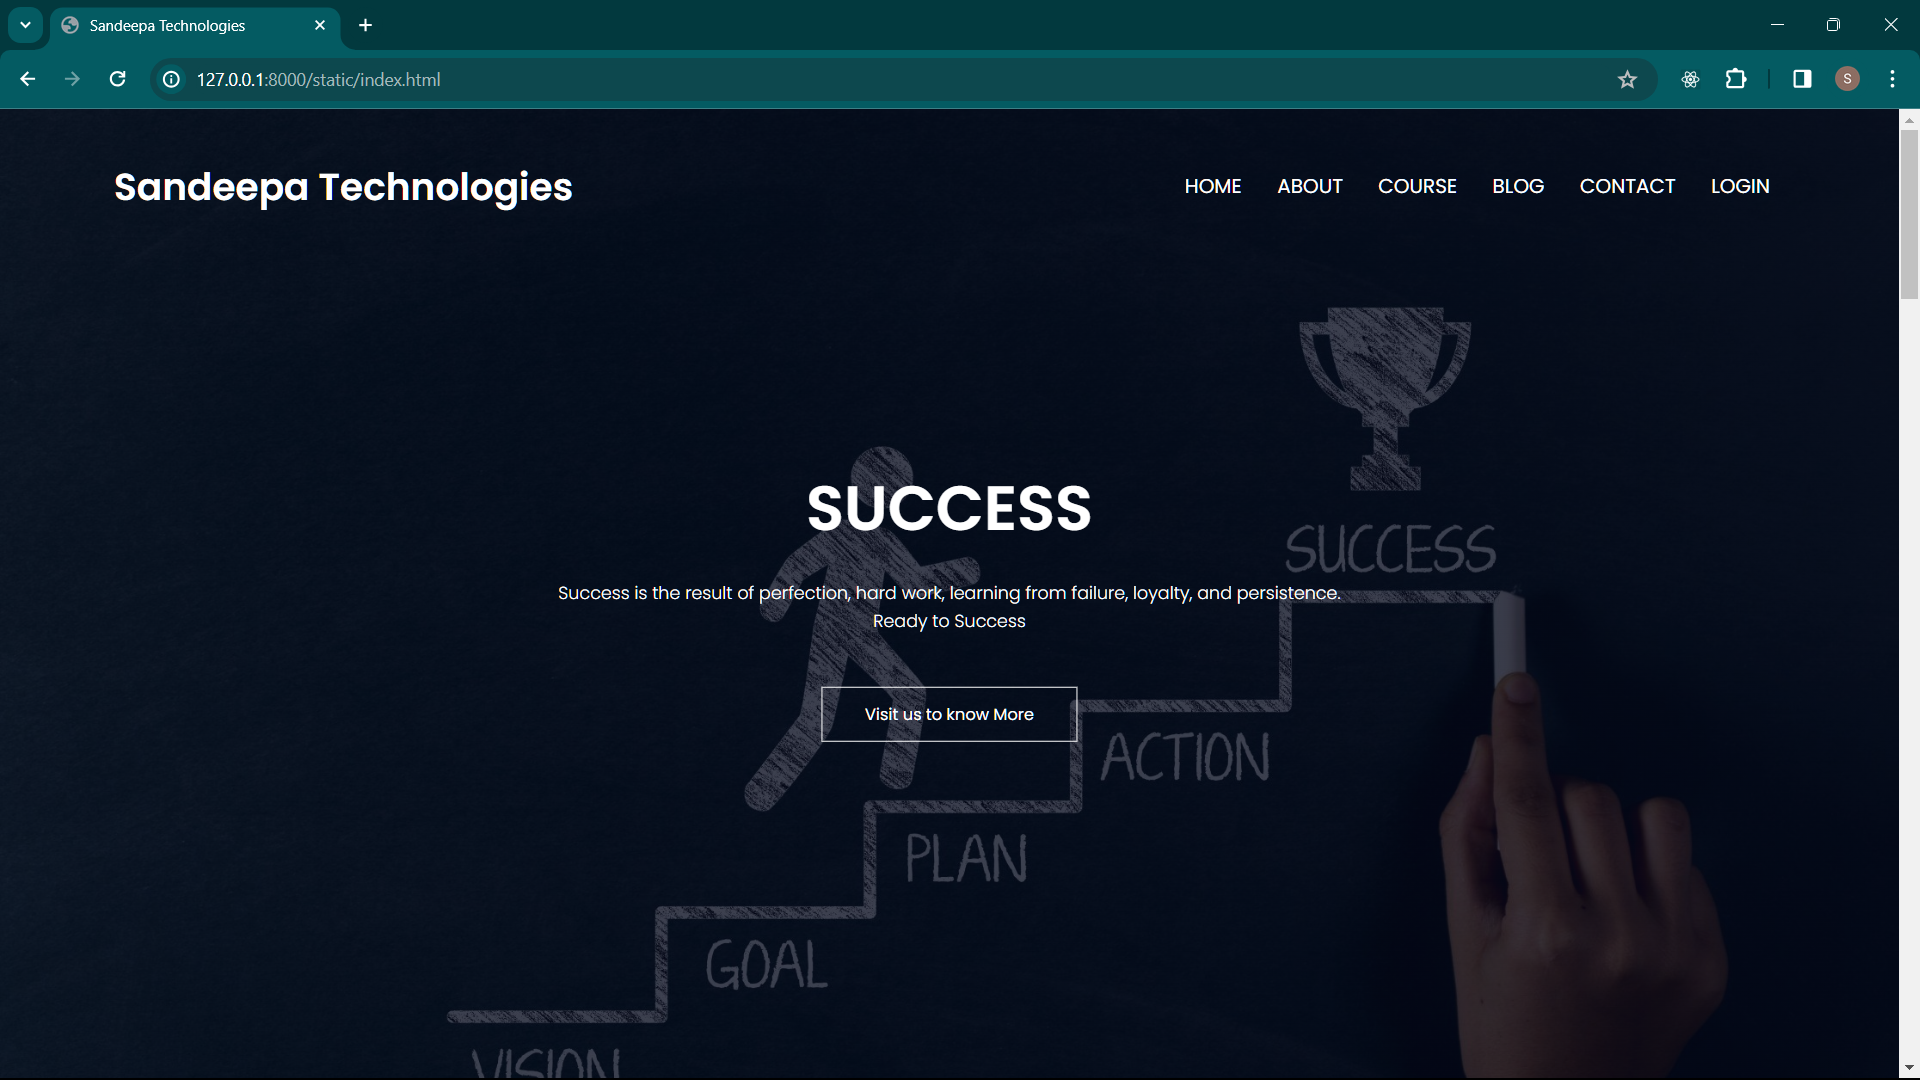 Sandeepa Technologies
127.0.0.1:8000/static/index.html
S
Sandeepa Technologies
HOME ABOUT COURSE BLOG CONTACT LOGIN
SUCCESS
SUCCESS
Success is the result of perfection, hard work, learning from failure, loyalty, and persistence.
Ready to Success
Visit us to know More
ACTION
PLAN
GOAL
VISION